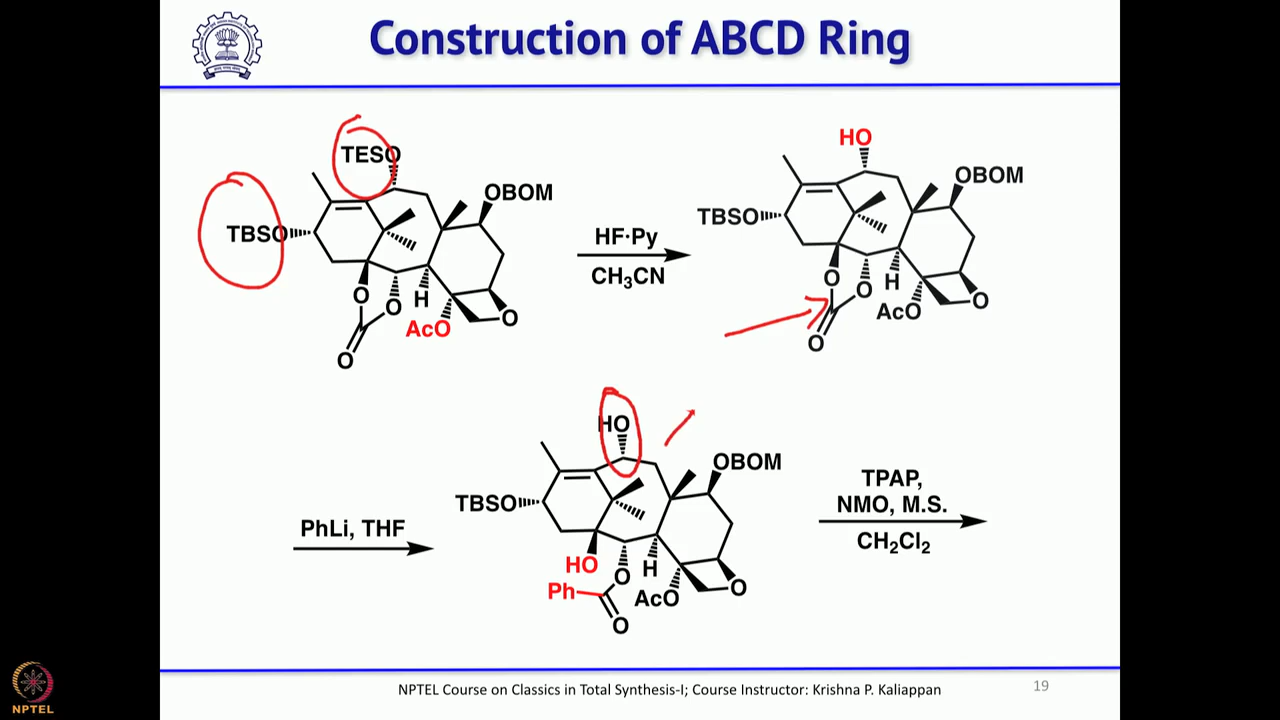 Construction of ABCD Ring
TESO
TBSO
OBOM
O
O
H
AcO
O
O
HF·Py
CH₃CN
HO
TBSO
OBOM
O
O
H
AcO
O
O
PhLi, THF
HO
TBSO
OBOM
HO
O
H
Ph
AcO
O
O
TPAP,
NMO, M.S.
CH₂Cl₂
NPTEL
NPTEL Course on Classics in Total Synthesis-I; Course Instructor: Krishna P. Kaliappan
19